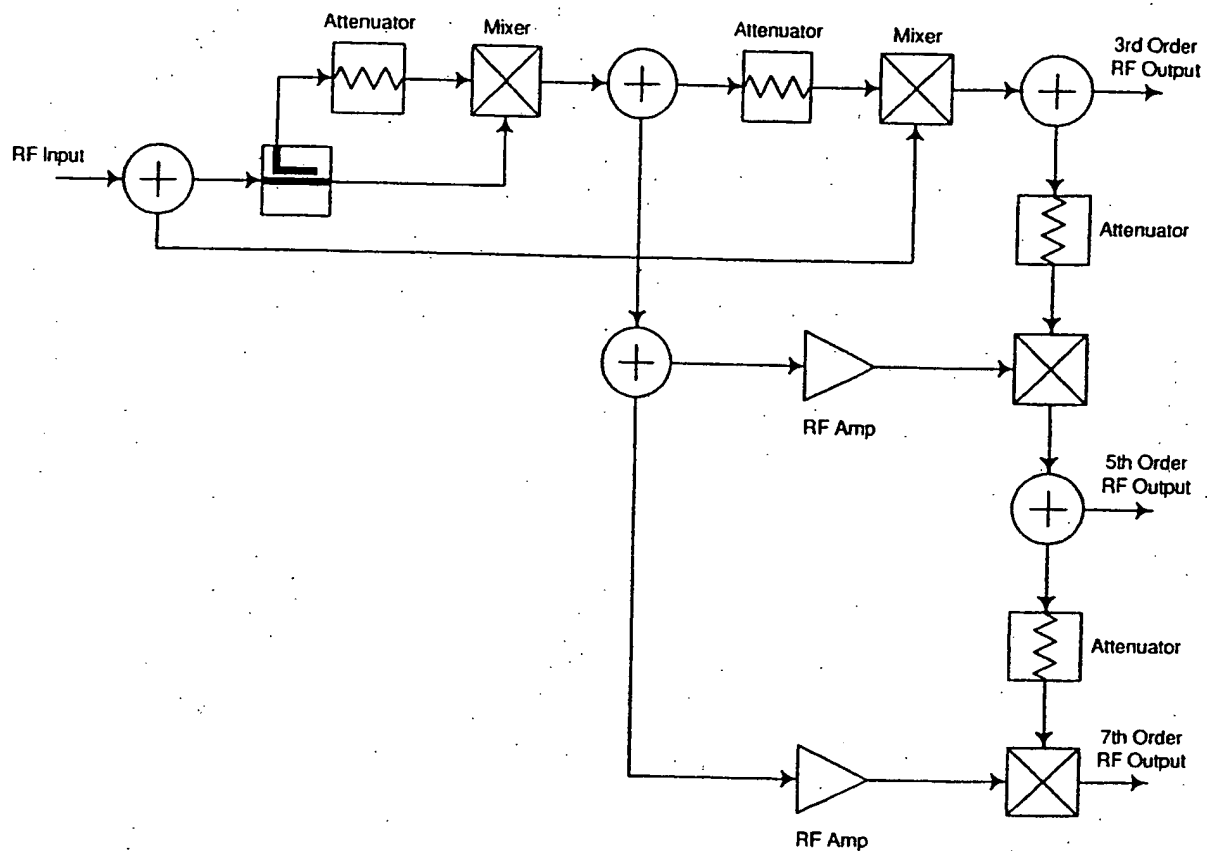 Attenuator
Mixer
Attenuator
Mixer
3rd Order
RF Output
RF Input
Attenuator
RF Amp
5th Order
RF Output
Attenuator
7th Order
RF Output
RF Amp